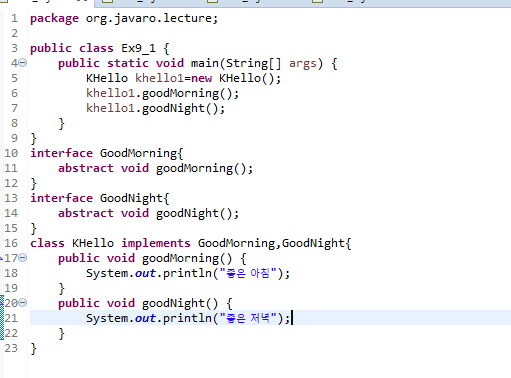 1 package org.javaro.lecture;
2
3 public class Ex9_1 {
4     public static void main(String[] args) {
5         KHello khello1=new KHello();
6         khello1.goodMorning();
7         khello1.goodNight();
8     }
9 }
10 interface GoodMorning{
11     abstract void goodMorning();
12 }
13 interface GoodNight{
14     abstract void goodNight();
15 }
16 class KHello implements GoodMorning,GoodNight{
17     public void goodMorning() {
18         System.out.println("좋은 아침");
19     }
20     public void goodNight() {
21         System.out.println("좋은 저녁");
22     }
23 }